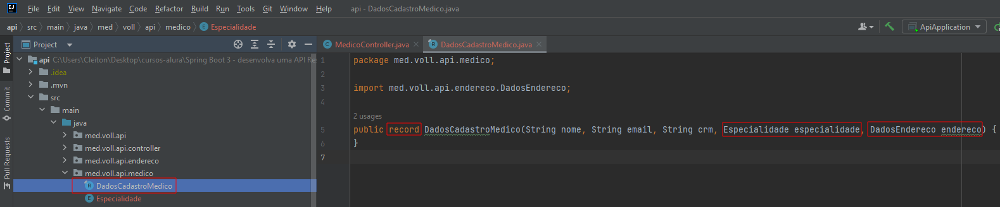 File Edit View Navigate Code Refactor Build Run Tools Git Window Help api - DadosCadastroMedico.java
api src main java med voll api medico Especialidade ApiApplication
Project
Commit
Pull Requests
Project
api C:\Users\Cleiton\Desktop\cursos-alura\Spring Boot 3 - desenvolva uma API Re
.idea
.mvn
src
main
java
med.voll.api
med.voll.api.controller
med.voll.api.endereco
med.voll.api.medico
DadosCadastroMedico
Especialidade
MedicoController.java DadosCadastroMedico.java
1 package med.voll.api.medico;
2
3 import med.voll.api.endereco.DadosEndereco;
4
2 usages
5 public record DadosCadastroMedico(String nome, String email, String crm, Especialidade especialidade, DadosEndereco endereco) {
6 }
7